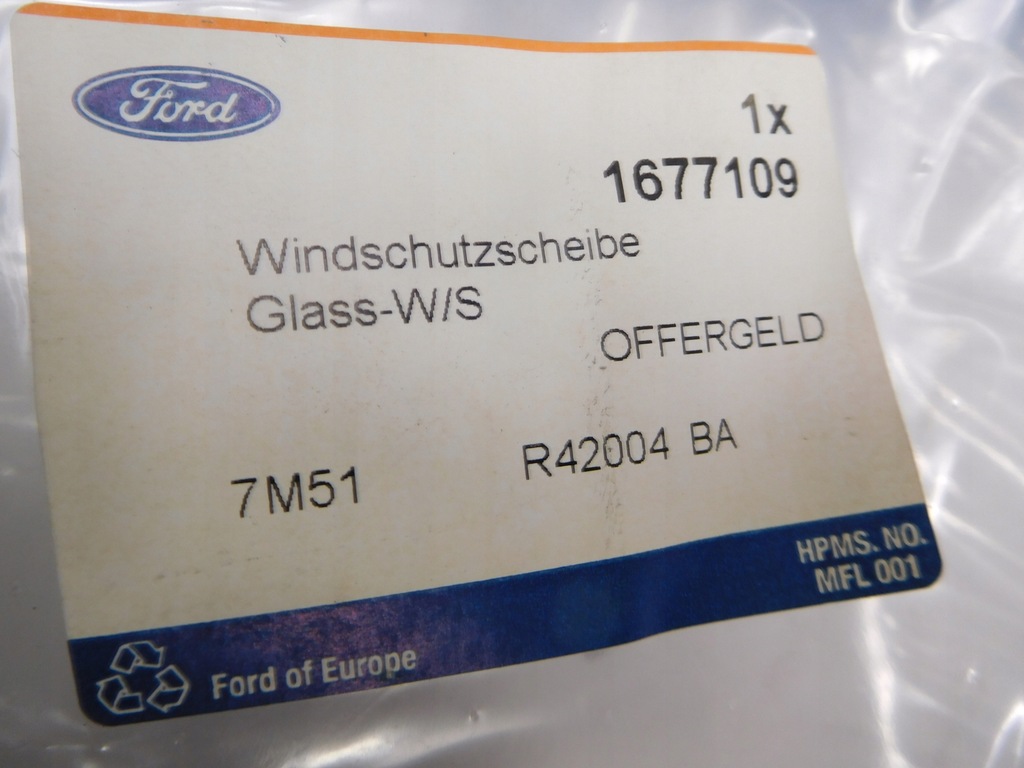 Ford
1x
1677109
Windschutzscheibe
Glass-W/S
OFFERGELD
7M51 R42004 BA
HPMS. NO.
MFL 001
Ford of Europe